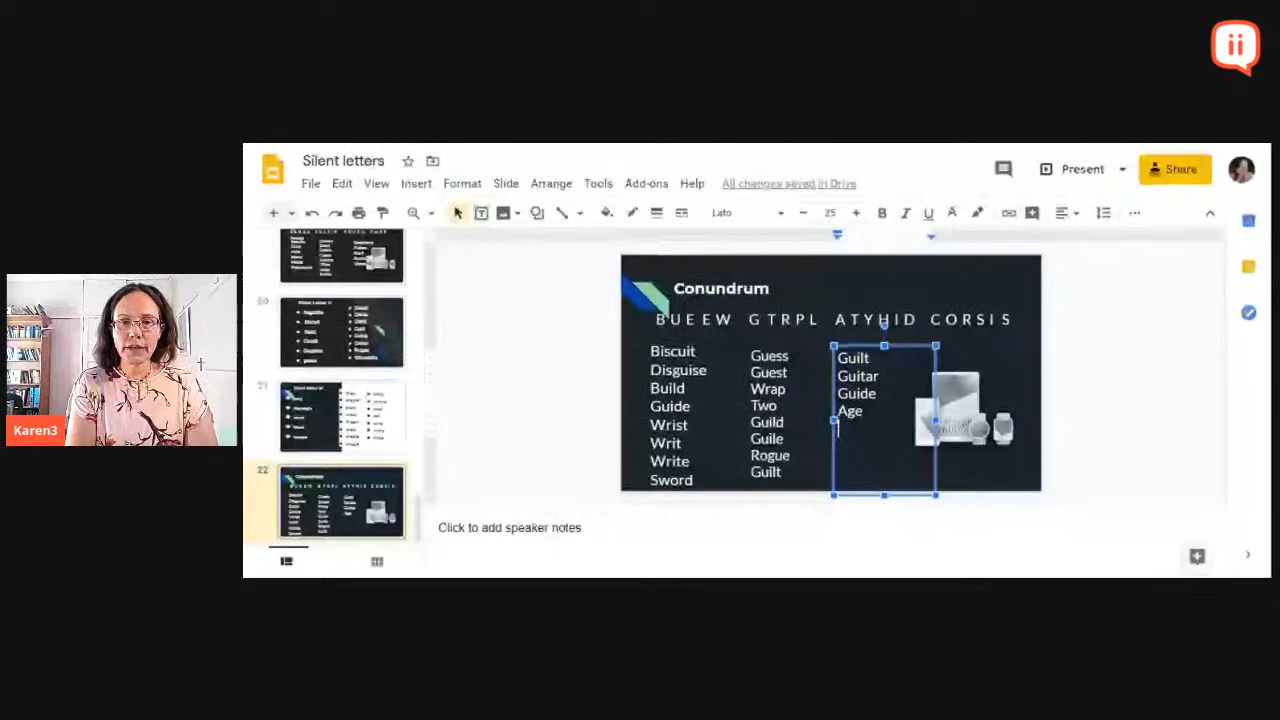 Silent letters
File Edit View Insert Format Slide Arrange Tools Add-ons Help All changes saved in Drive
Present
Share
Lato
25
B I U A
21
22
Conundrum
BUEEW GTRPL ATYHID CORSIS
Biscuit
Disguise
Build
Guide
Wrist
Writ
Write
Sword
Guess
Guest
Wrap
Two
Guild
Guile
Rogue
Guilt
Guilt
Guitar
Guide
Age
Click to add speaker notes
Karen3